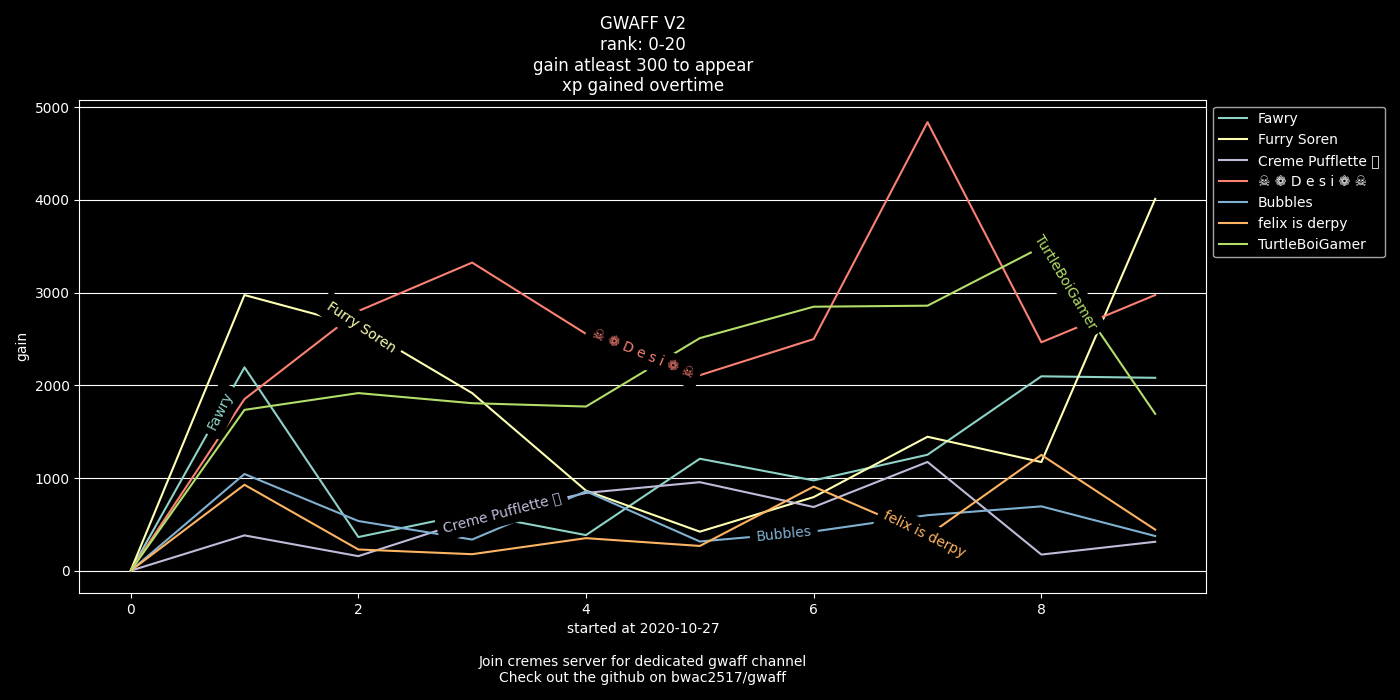 GWAFF V2
rank: 0-20
gain atleast 300 to appear
xp gained overtime
5000
4000
3000
2000
1000
0
gain
0 2 4 6 8
started at 2020-10-27
Join cremes server for dedicated gwaff channel
Check out the github on bwac2517/gwaff
Fawry
Furry Soren
Creme Pufflette
☠ ❁ D e s i ❁ ☠
Bubbles
felix is derpy
TurtleBoiGamer
Fawry
Furry Soren
Creme Pufflette
☠ ❁ D e s i ❁ ☠
Bubbles
felix is derpy
TurtleBoiGamer